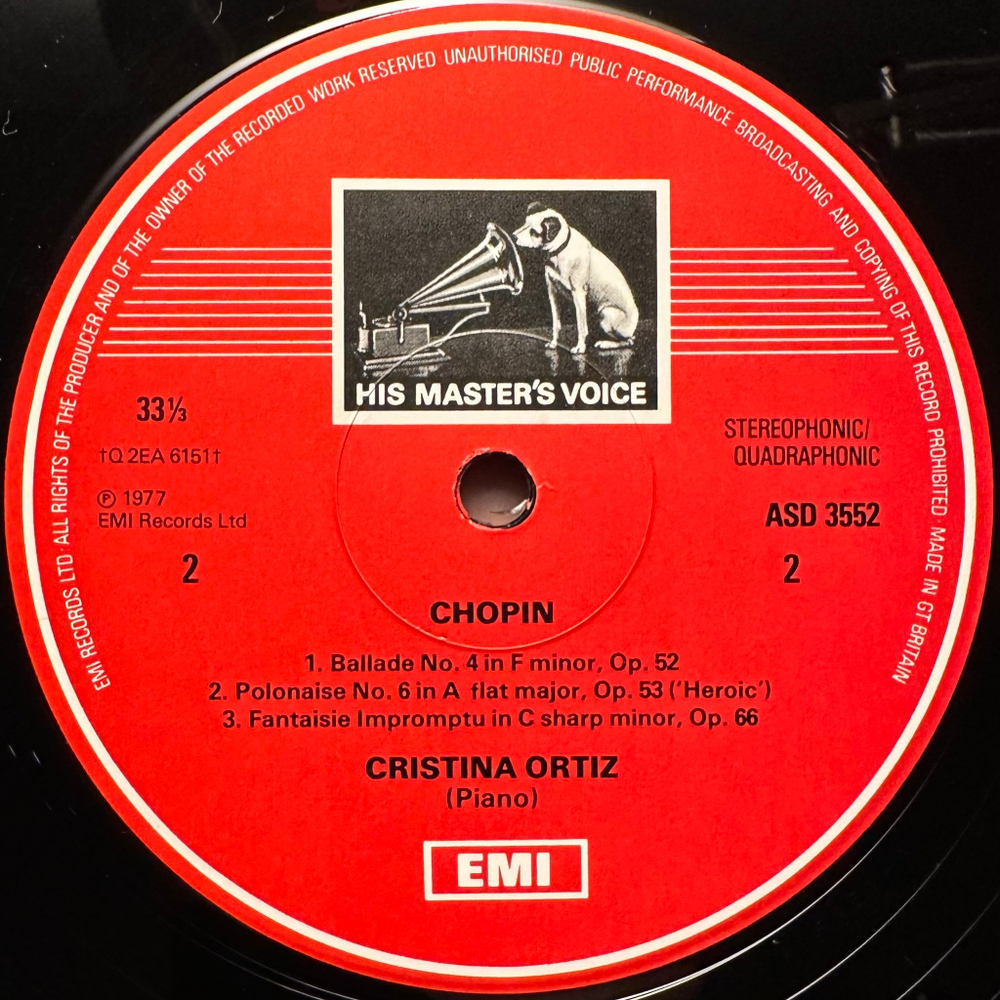 EMI RECORDS LTD · ALL RIGHTS OF THE PRODUCER AND OF THE OWNER OF THE RECORDED WORK RESERVED UNAUTHORISED PUBLIC PERFORMANCE BROADCASTING AND COPYING OF THIS RECORD PROHIBITED · MADE IN GT BRITAIN
HIS MASTER'S VOICE
33⅓
†Q 2EA 6151†
℗ 1977
EMI Records Ltd
2
STEREOPHONIC/
QUADRAPHONIC
ASD 3552
2
CHOPIN
1. Ballade No. 4 in F minor, Op. 52
2. Polonaise No. 6 in A flat major, Op. 53 ('Heroic')
3. Fantaisie Impromptu in C sharp minor, Op. 66
CRISTINA ORTIZ
(Piano)
EMI